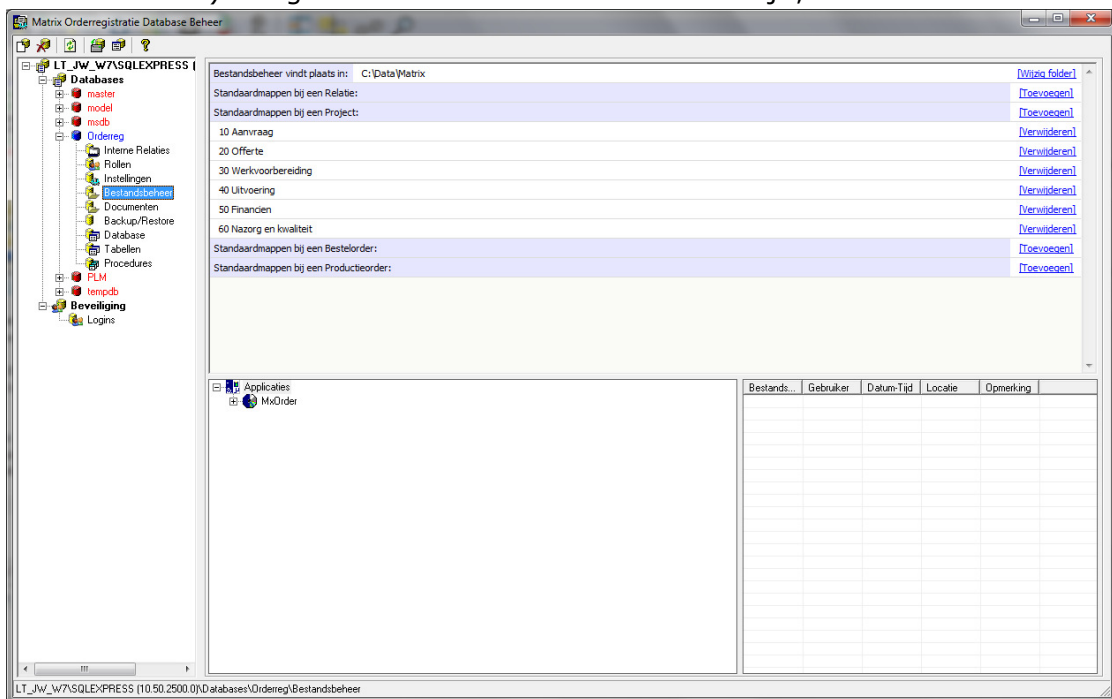 Matrix Orderregistratie Database Beheer
LT_JW_W7\SQLEXPRESS (
Databases
master
model
msdb
Orderreg
Interne Relaties
Rollen
Instellingen
Bestandsbeheer
Documenten
Backup/Restore
Database
Tabellen
Procedures
PLM
tempdb
Beveiliging
Logins
Bestandsbeheer vindt plaats in: C:\Data\Matrix [Wijzig folder]
Standaardmappen bij een Relatie: [Toevoegen]
Standaardmappen bij een Project: [Toevoegen]
10 Aanvraag [Verwijderen]
20 Offerte [Verwijderen]
30 Werkvoorbereiding [Verwijderen]
40 Uitvoering [Verwijderen]
50 Financien [Verwijderen]
60 Nazorg en kwaliteit [Verwijderen]
Standaardmappen bij een Bestelorder: [Toevoegen]
Standaardmappen bij een Productieorder: [Toevoegen]
Applicaties
MxOrder
Bestands... Gebruiker Datum-Tijd Locatie Opmerking
LT_JW_W7\SQLEXPRESS (10.50.2500.0)\Databases\Orderreg\Bestandsbeheer